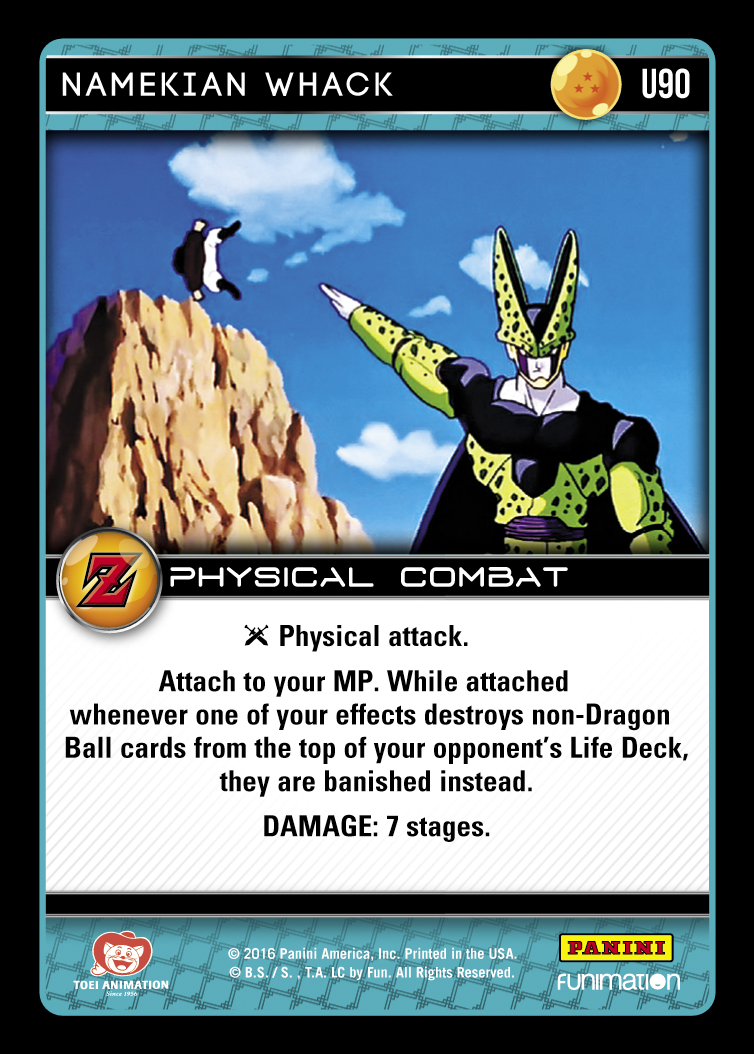 NAMEKIAN WHACK
U90
Z PHYSICAL COMBAT
Physical attack.
Attach to your MP. While attached
whenever one of your effects destroys non-Dragon
Ball cards from the top of your opponent’s Life Deck,
they are banished instead.
DAMAGE: 7 stages.
TOEI ANIMATION
Since 1956
© 2016 Panini America, Inc. Printed in the USA.
© B.S. / S. , T.A. LC by Fun. All Rights Reserved.
PANINI
FUNIMATION